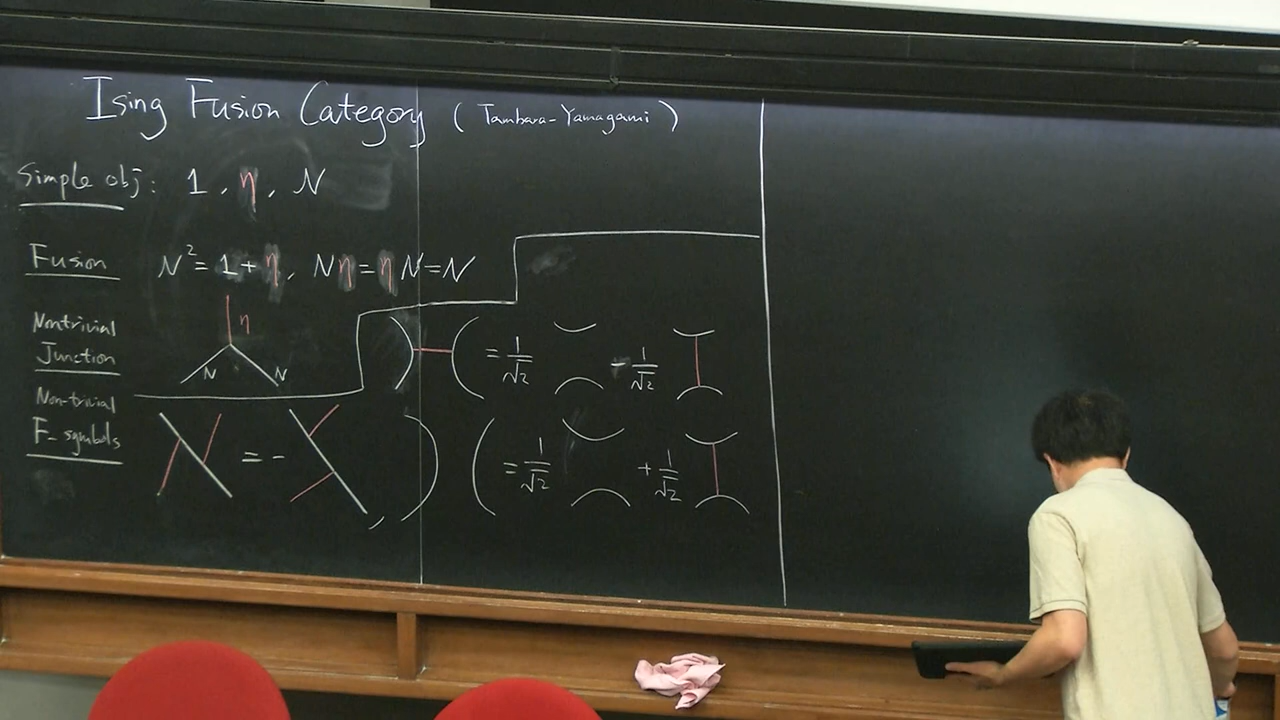 Ising Fusion Category (Tambara-Yamagami)
Simple obj: 1, η, N
Fusion N² = 1 + η, Nη = ηN = N
Nontrivial Junction η N N
= 1/√2 - 1/√2
Non-trivial F-symbols = - ,
= 1/√2 + 1/√2